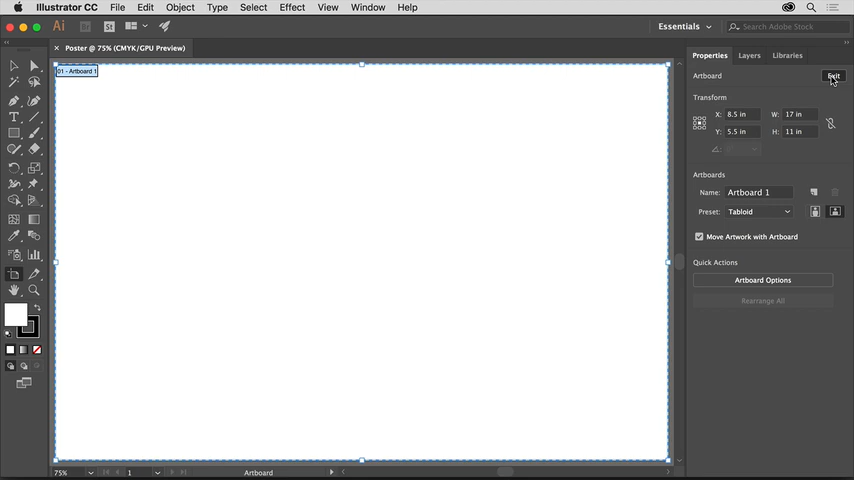 Illustrator CC File Edit Object Type Select Effect View Window Help
Ai Br St Essentials Search Adobe Stock
× Poster @ 75% (CMYK/GPU Preview)
Properties Layers Libraries
01 - Artboard 1
Artboard Exit
Transform
X: 8.5 in W: 17 in
Y: 5.5 in H: 11 in
Artboards
Name: Artboard 1
Preset: Tabloid
Move Artwork with Artboard
Quick Actions
Artboard Options
Rearrange All
75% 1 Artboard